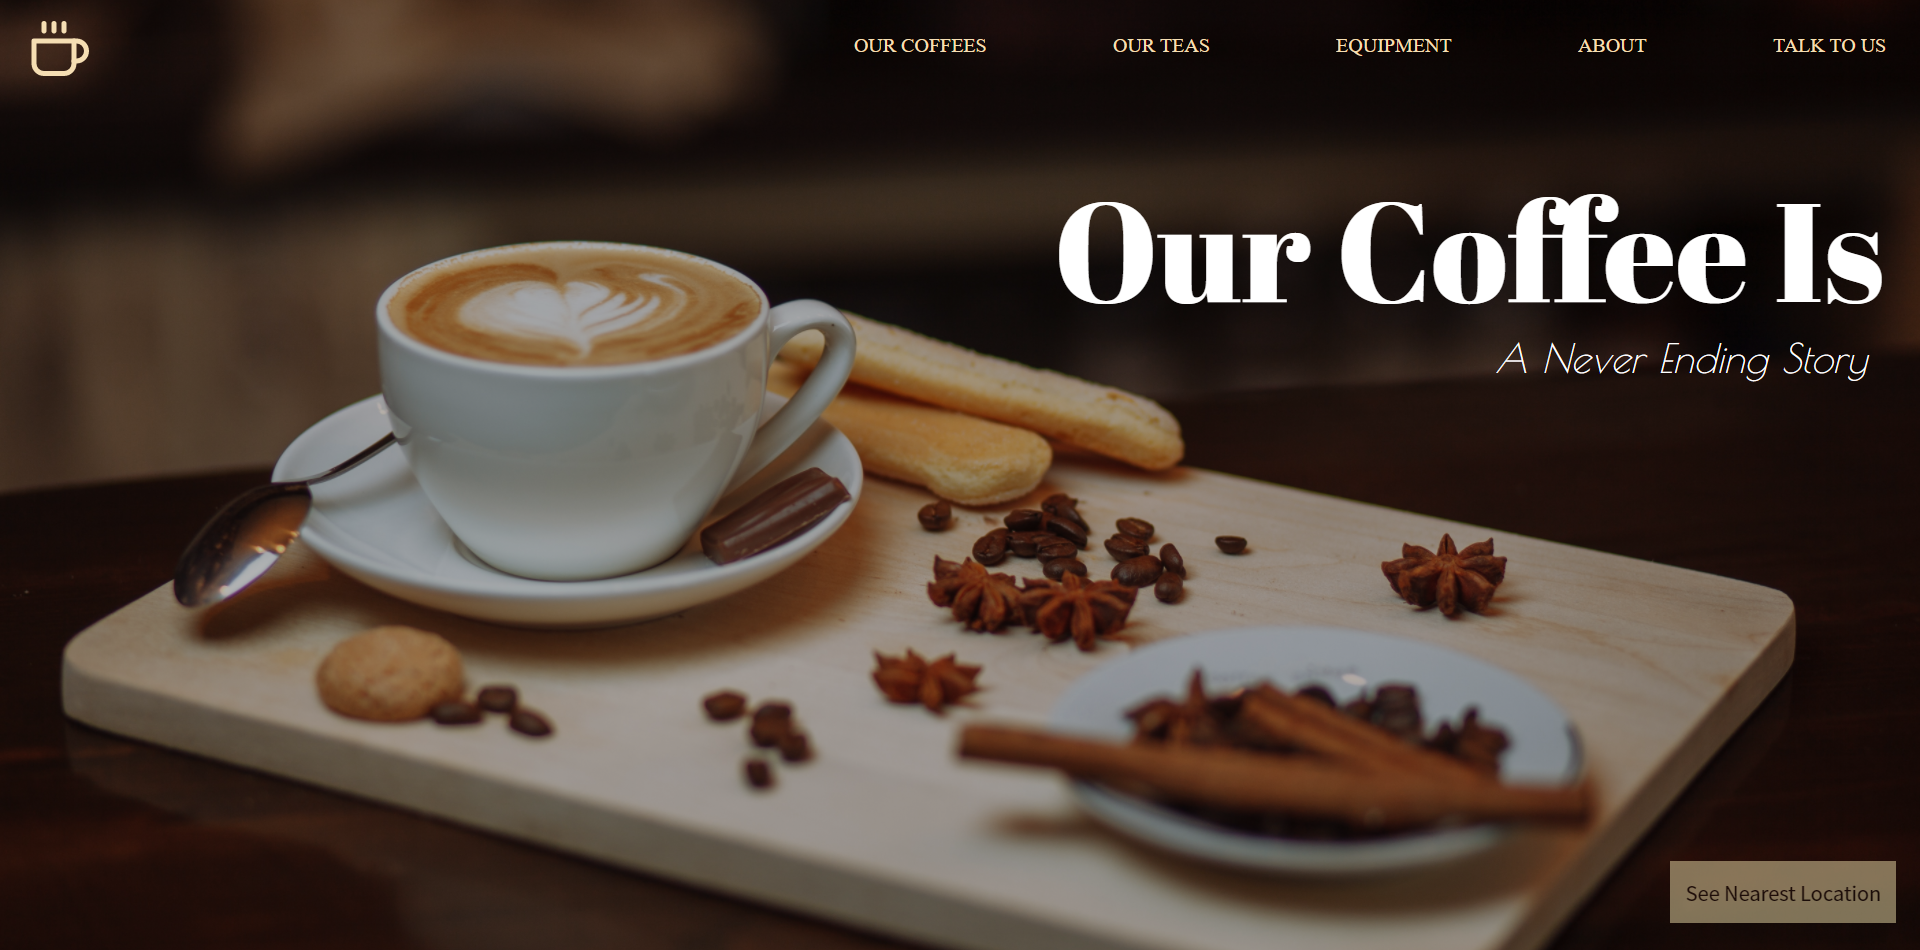 OUR COFFEES
OUR TEAS
EQUIPMENT
ABOUT
TALK TO US
Our Coffee Is
A Never Ending Story
See Nearest Location